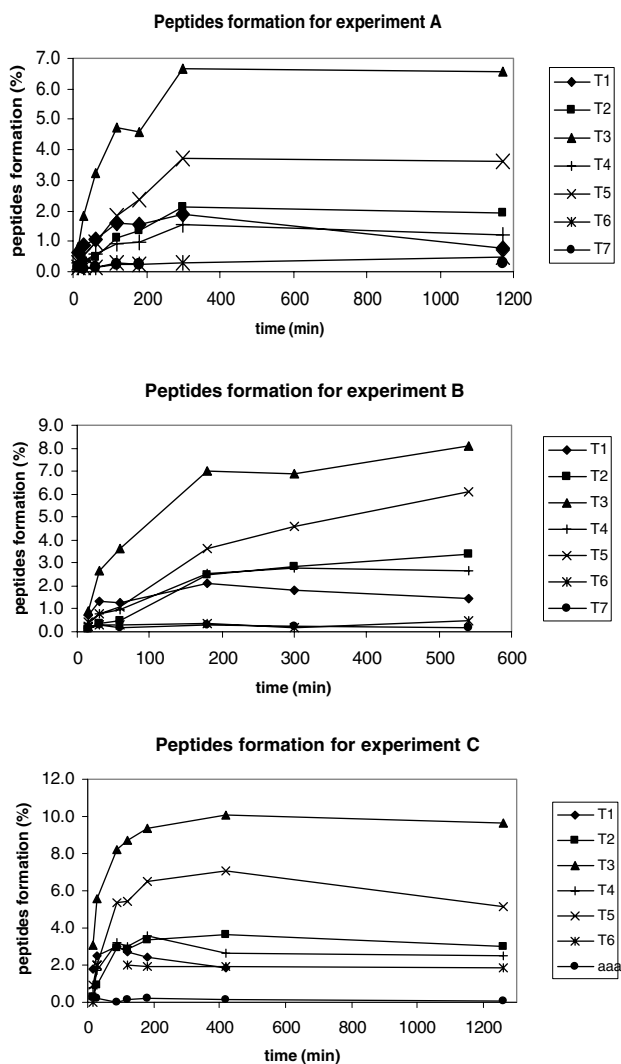 Peptides formation for experiment A
7.0
6.0
5.0
4.0
3.0
2.0
1.0
0.0
peptides formation (%)
0 200 400 600 800 1000 1200
time (min)
T1
T2
T3
T4
T5
T6
T7
Peptides formation for experiment B
9.0
8.0
7.0
6.0
5.0
4.0
3.0
2.0
1.0
0.0
peptides formation (%)
0 100 200 300 400 500 600
time (min)
T1
T2
T3
T4
T5
T6
T7
Peptides formation for experiment C
12.0
10.0
8.0
6.0
4.0
2.0
0.0
peptides formation (%)
0 200 400 600 800 1000 1200
time (min)
T1
T2
T3
T4
T5
T6
aaa